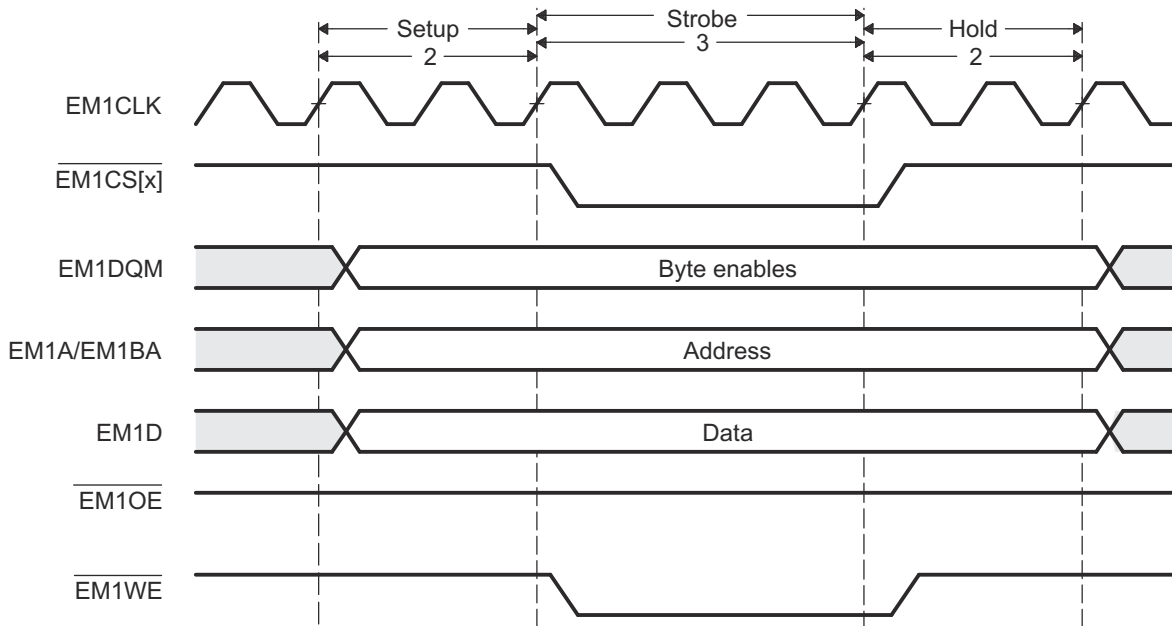 Setup
Strobe
Hold
2
3
2
EM1CLK
EM1CS[x]
EM1DQM
Byte enables
EM1A/EM1BA
Address
EM1D
Data
EM1OE
EM1WE